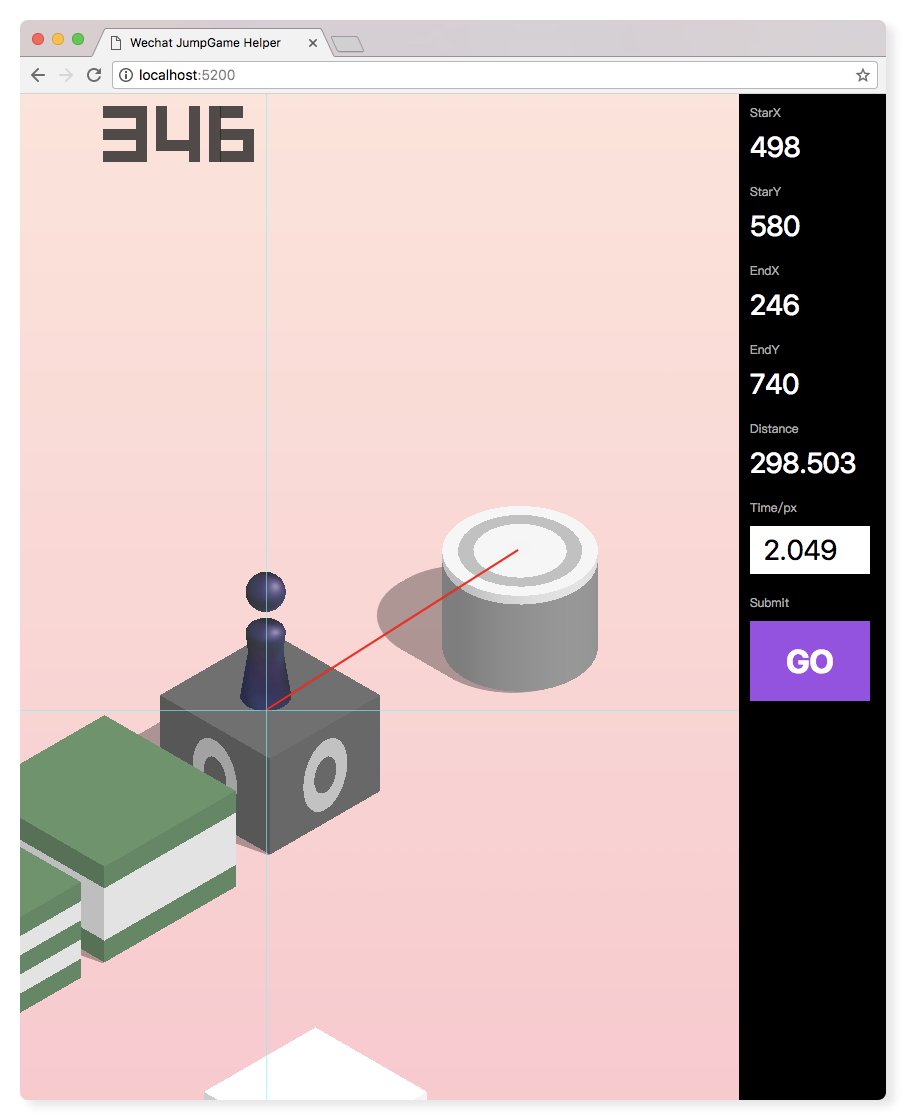 Wechat JumpGame Helper
localhost:5200
346
StarX
498
StarY
580
EndX
246
EndY
740
Distance
298.503
Time/px
2.049
Submit
GO